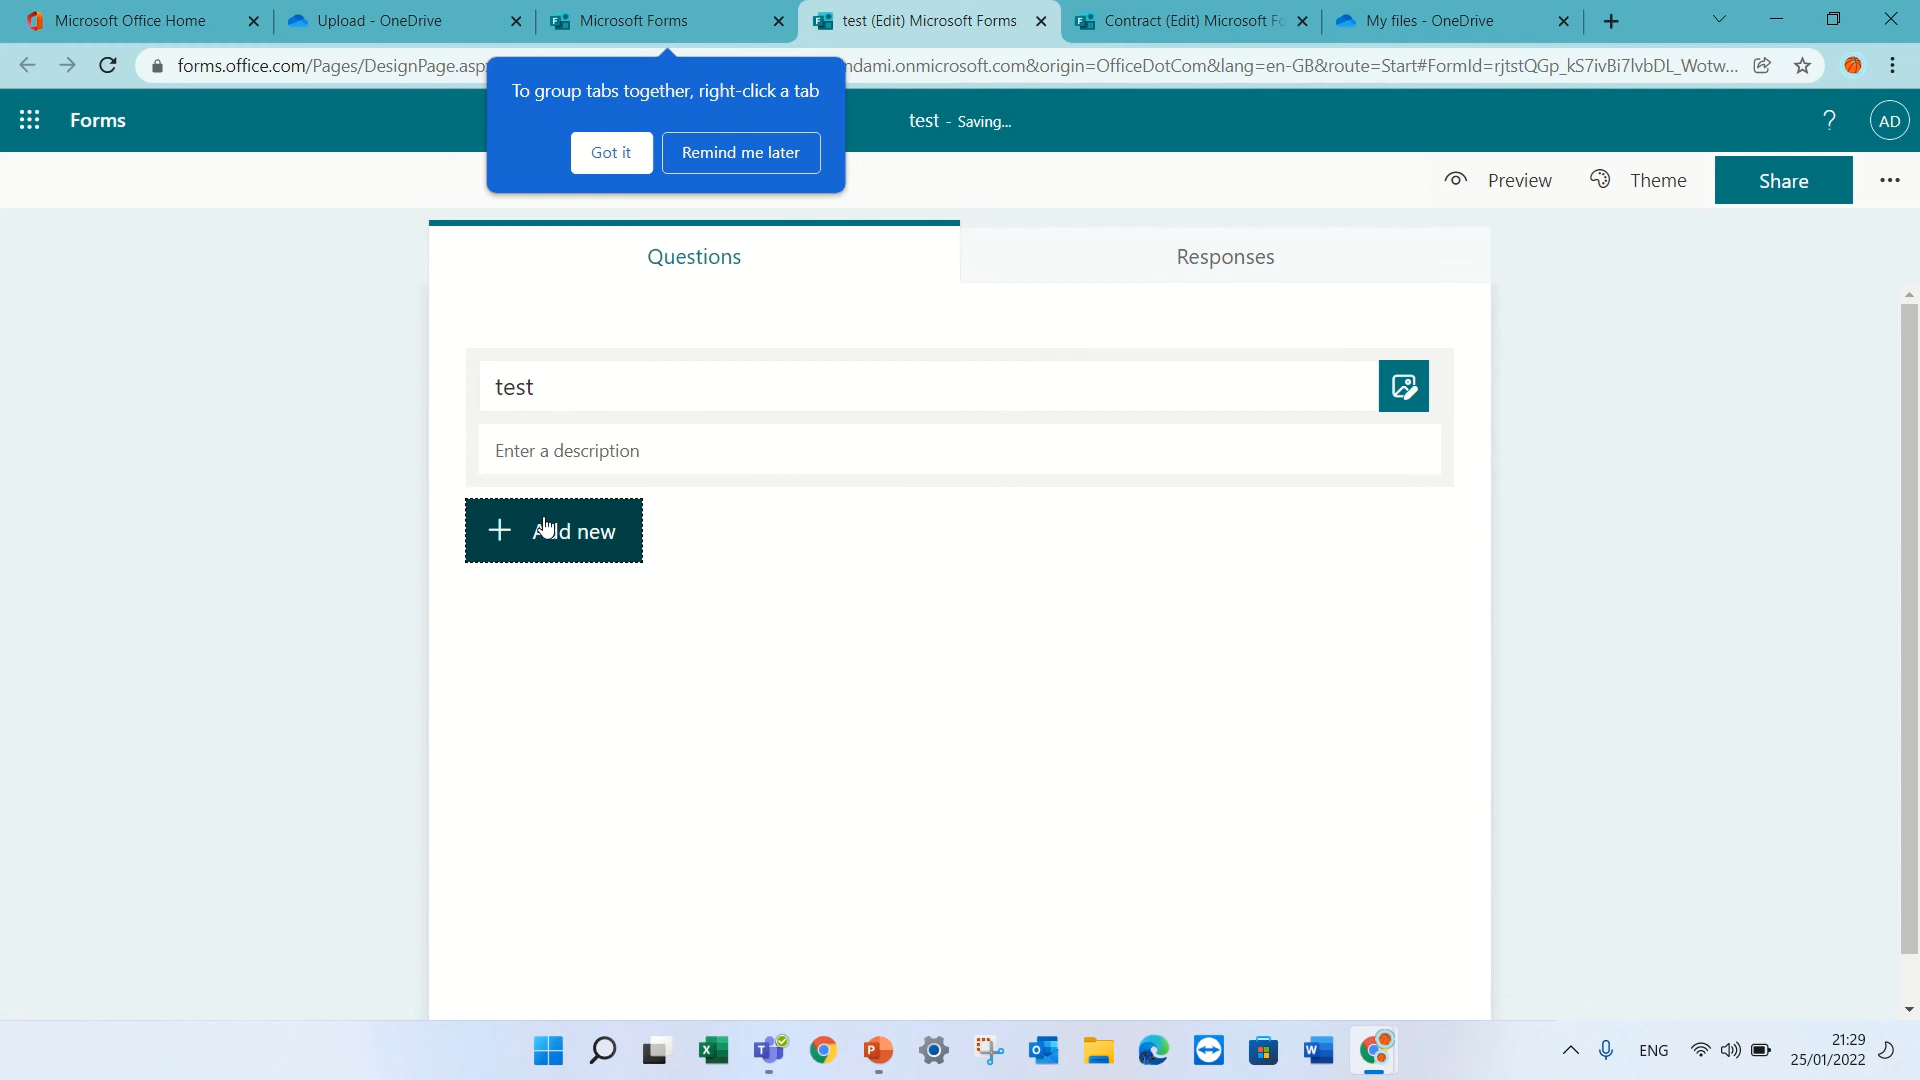 Microsoft Office Home
Upload - OneDrive
Microsoft Forms
test (Edit) Microsoft Forms
Contract (Edit) Microsoft Fo
My files - OneDrive
forms.office.com/Pages/DesignPage.asp
ndami.onmicrosoft.com&origin=OfficeDotCom&lang=en-GB&route=Start#FormId=rjtstQGp_kS7ivBi7lvbDL_Wotw...
To group tabs together, right-click a tab
Got it
Remind me later
Forms
test - Saving...
?
AD
Preview
Theme
Share
Questions
Responses
test
Enter a description
Add new
ENG
21:29
25/01/2022